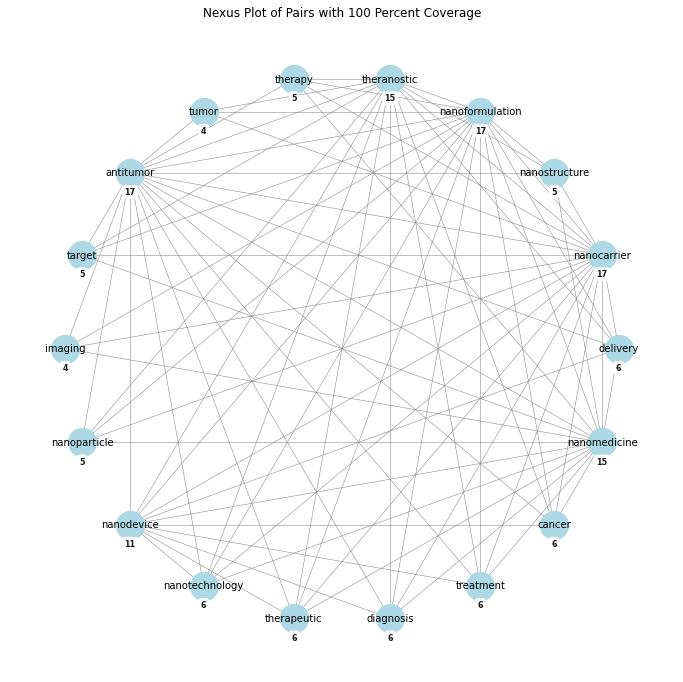 Nexus Plot of Pairs with 100 Percent Coverage
therapy
5
theranostic
15
tumor
4
nanoformulation
17
antitumor
17
nanostructure
5
target
5
nanocarrier
17
imaging
4
delivery
6
nanoparticle
5
nanomedicine
15
nanodevice
11
cancer
6
nanotechnology
6
treatment
6
therapeutic
6
diagnosis
6